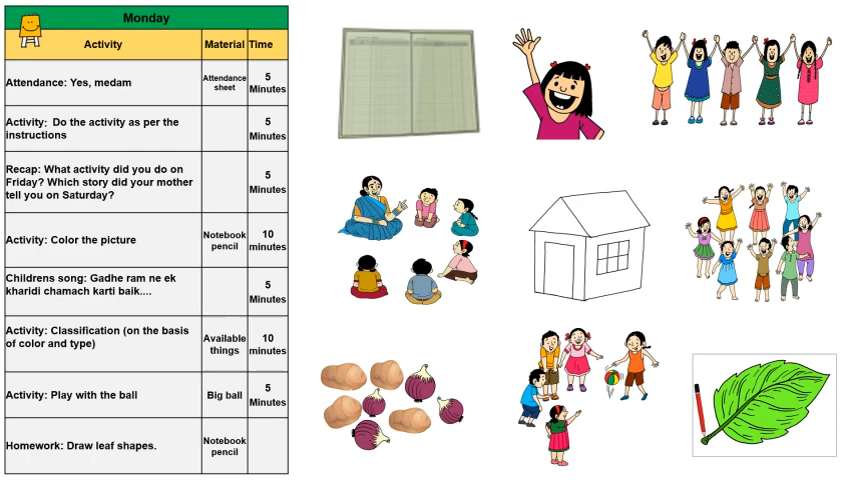 Monday
Activity Material Time
Attendance: Yes, medam
Attendance
sheet
5
Minutes
Activity: Do the activity as per the
instructions
5
Minutes
Recap: What activity did you do on
Friday? Which story did your mother
tell you on Saturday?
5
Minutes
Activity: Color the picture
Notebook
pencil
10
minutes
Childrens song: Gadhe ram ne ek
kharidi chamach karti baik....
5
Minutes
Activity: Classification (on the basis
of color and type)
Available
things
10
minutes
Activity: Play with the ball
Big ball
5
Minutes
Homework: Draw leaf shapes.
Notebook
pencil